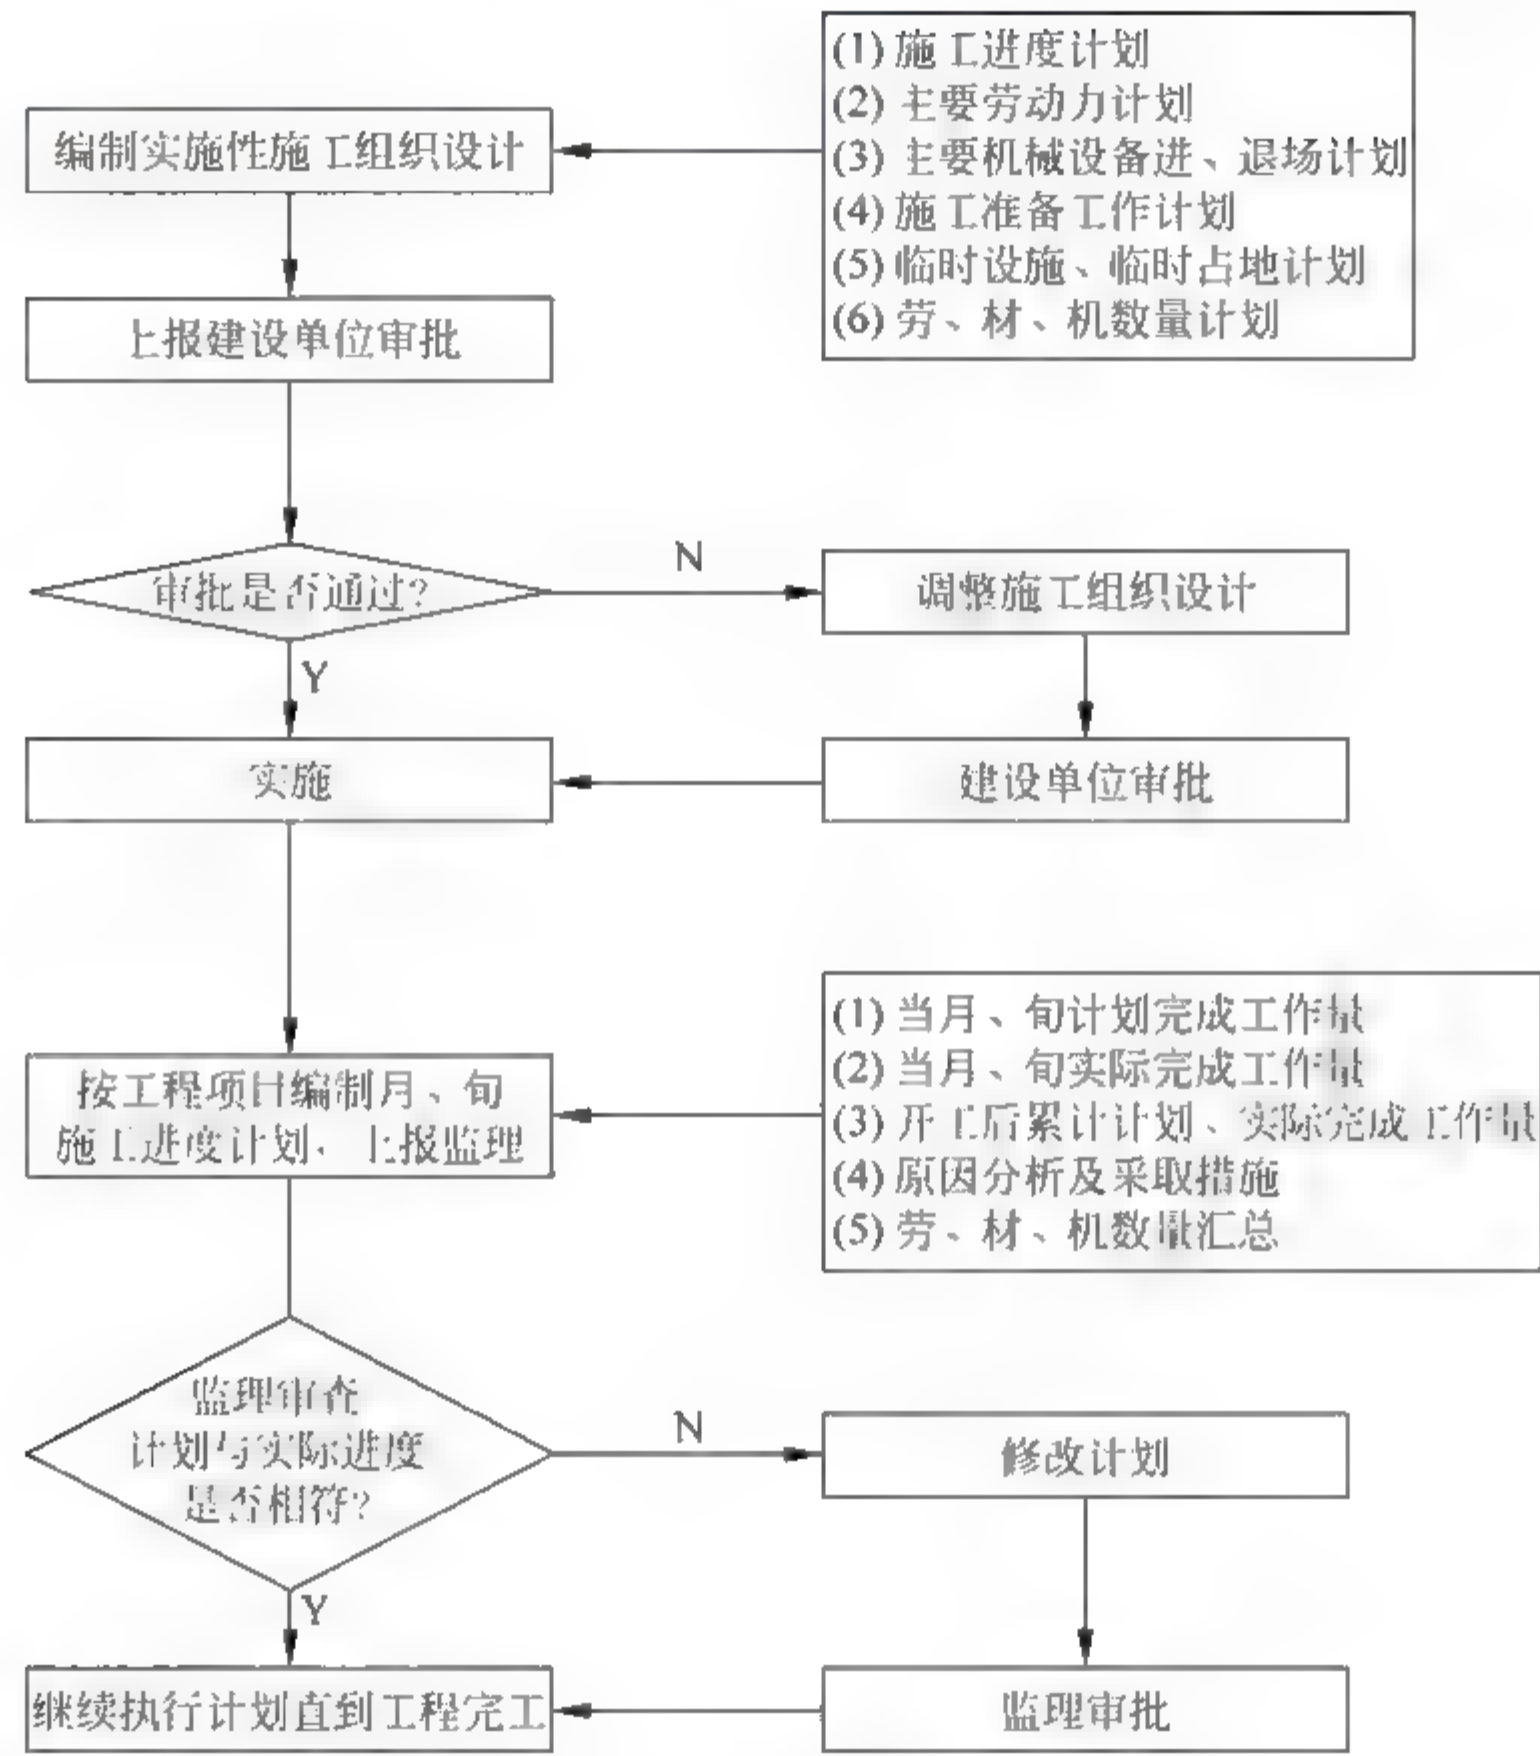 编制实施性施工组织设计
(1) 施工进度计划
(2) 主要劳动力计划
(3) 主要机械设备进、退场计划
(4) 施工准备工作计划
(5) 临时设施、临时占地计划
(6) 劳、材、机数量计划
上报建设单位审批
审批是否通过?
N
调整施工组织设计
Y
实施
建设单位审批
按工程项目编制月、旬
施工进度计划，上报监理
(1) 当月、旬计划完成工作量
(2) 当月、旬实际完成工作量
(3) 开工后累计计划、实际完成工作量
(4) 原因分析及采取措施
(5) 劳、材、机数量汇总
监理审查
计划与实际进度
是否相符?
N
修改计划
Y
继续执行计划直到工程完工
监理审批